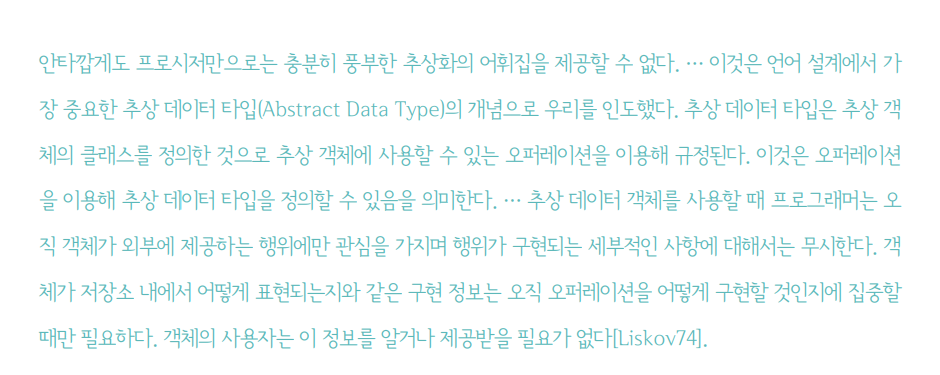 안타깝게도 프로시저만으로는 충분히 풍부한 추상화의 어휘집을 제공할 수 없다. … 이것은 언어 설계에서 가
장 중요한 추상 데이터 타입(Abstract Data Type)의 개념으로 우리를 인도했다. 추상 데이터 타입은 추상 객
체의 클래스를 정의한 것으로 추상 객체에 사용할 수 있는 오퍼레이션을 이용해 규정된다. 이것은 오퍼레이션
을 이용해 추상 데이터 타입을 정의할 수 있음을 의미한다. … 추상 데이터 객체를 사용할 때 프로그래머는 오
직 객체가 외부에 제공하는 행위에만 관심을 가지며 행위가 구현되는 세부적인 사항에 대해서는 무시한다. 객
체가 저장소 내에서 어떻게 표현되는지와 같은 구현 정보는 오직 오퍼레이션을 어떻게 구현할 것인지에 집중할
때만 필요하다. 객체의 사용자는 이 정보를 알거나 제공받을 필요가 없다[Liskov74].